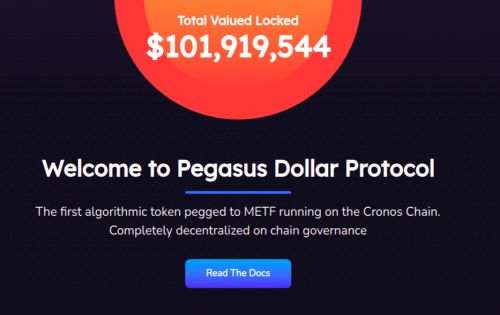 Total Valued Locked
$101,919,544
Welcome to Pegasus Dollar Protocol
The first algorithmic token pegged to METF running on the Cronos Chain.
Completely decentralized on chain governance
Read The Docs